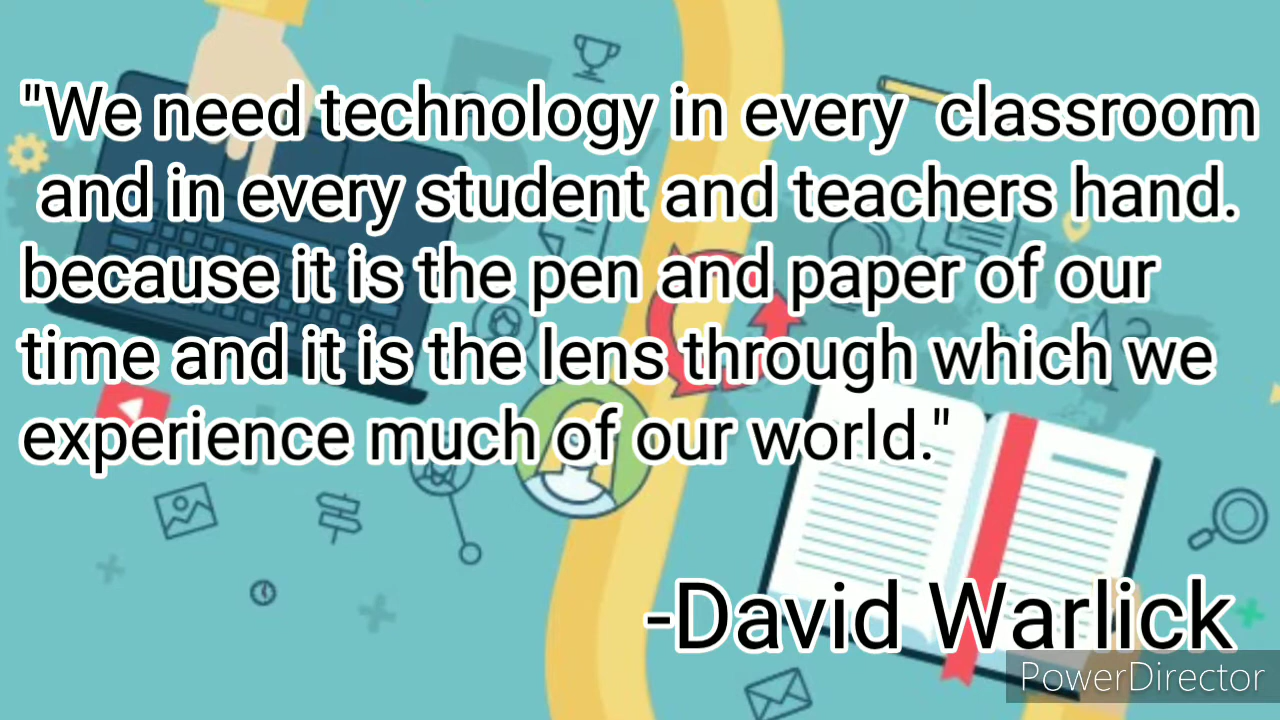 "We need technology in every  classroom
and in every student and teachers hand.
because it is the pen and paper of our
time and it is the lens through which we
experience much of our world."
-David Warlick
PowerDirector